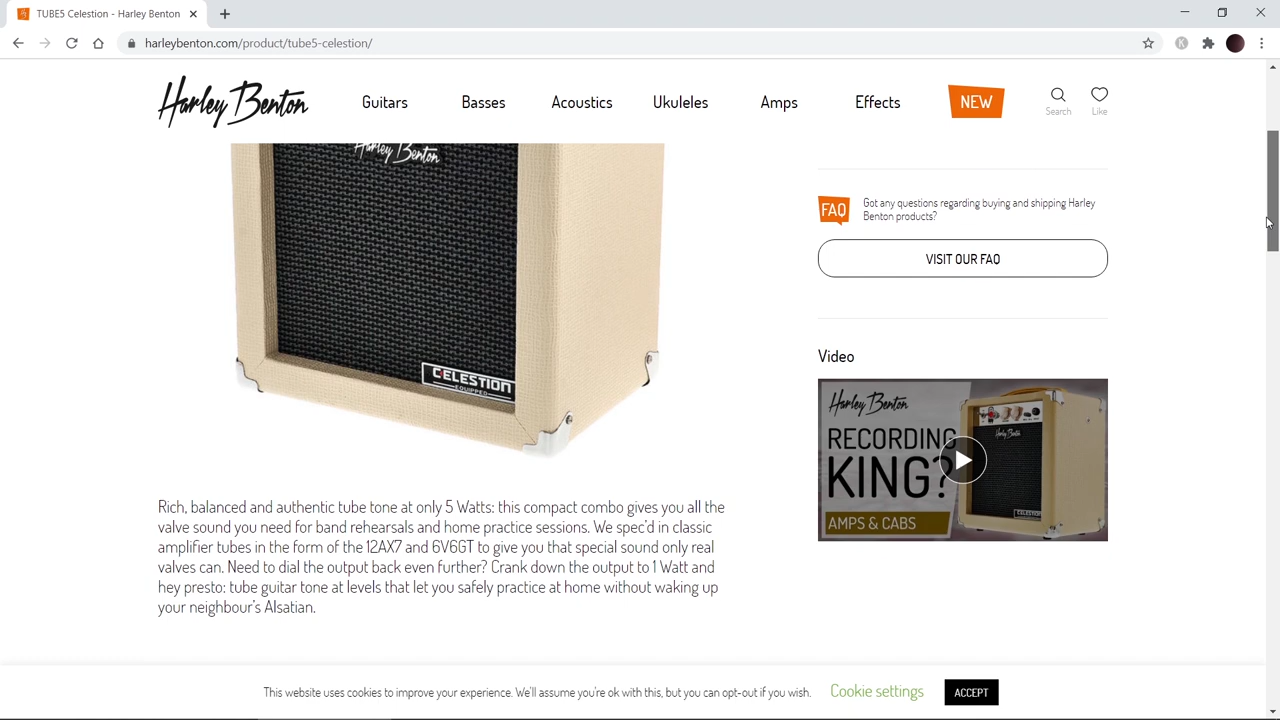 TUBE5 Celestion - Harley Benton
harleybenton.com/product/tube5-celestion/
K
Harley Benton
Guitars
Basses
Acoustics
Ukuleles
Amps
Effects
NEW
Search
Like
Harley Benton
CELESTION
EQUIPPED
FAQ
Got any questions regarding buying and shipping Harley
Benton products?
VISIT OUR FAQ
Video
Harley Benton
RECORDING
KING?
AMPS & CABS
Harley Benton
CELESTION
Rich, balanced and authentic tube tone at only 5 Watts: this compact combo gives you all the
valve sound you need for band rehearsals and home practice sessions. We spec'd in classic
amplifier tubes in the form of the 12AX7 and 6V6GT to give you that special sound only real
valves can. Need to dial the output back even further? Crank down the output to 1 Watt and
hey presto: tube guitar tone at levels that let you safely practice at home without waking up
your neighbour's Alsatian.
This website uses cookies to improve your experience. We'll assume you're ok with this, but you can opt-out if you wish.
Cookie settings
ACCEPT